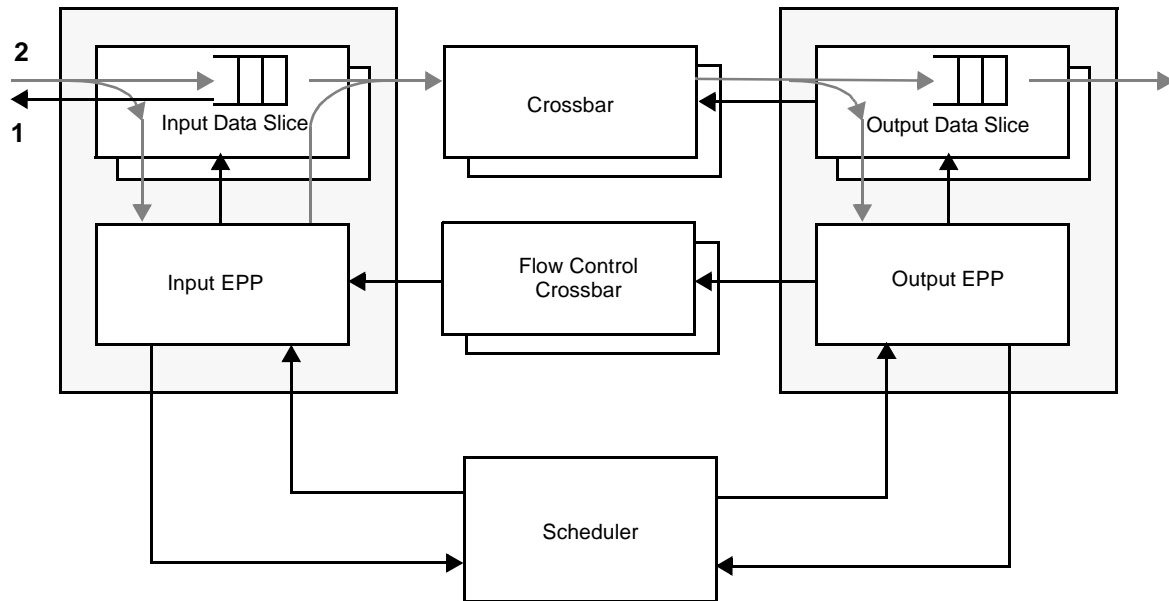 2
1
Input Data Slice
Crossbar
Output Data Slice
Input EPP
Flow Control
Crossbar
Output EPP
Scheduler